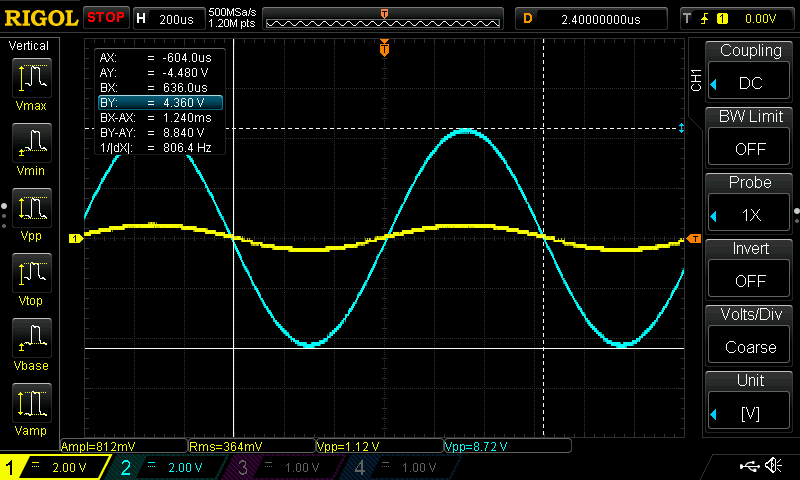 RIGOL STOP H 200us 500MSa/s 1.20M pts T D 2.40000000us T 1 0.00V
Vertical
Vmax
Vmin
Vpp
Vtop
Vbase
Vamp
AX: = -604.0us
AY: = -4.480 V
BX: = 636.0us
BY: = 4.360 V
BX-AX: = 1.240ms
BY-AY: = 8.840 V
1/|dX|: = 806.4 Hz
T
1
T
CH1
Coupling
DC
BW Limit
OFF
Probe
1X
Invert
OFF
Volts/Div
Coarse
Unit
[V]
Ampl=812mV Rms=364mV Vpp=1.12 V Vpp=8.72 V
1 = 2.00 V 2 = 2.00 V 3 = 1.00 V 4 = 1.00 V